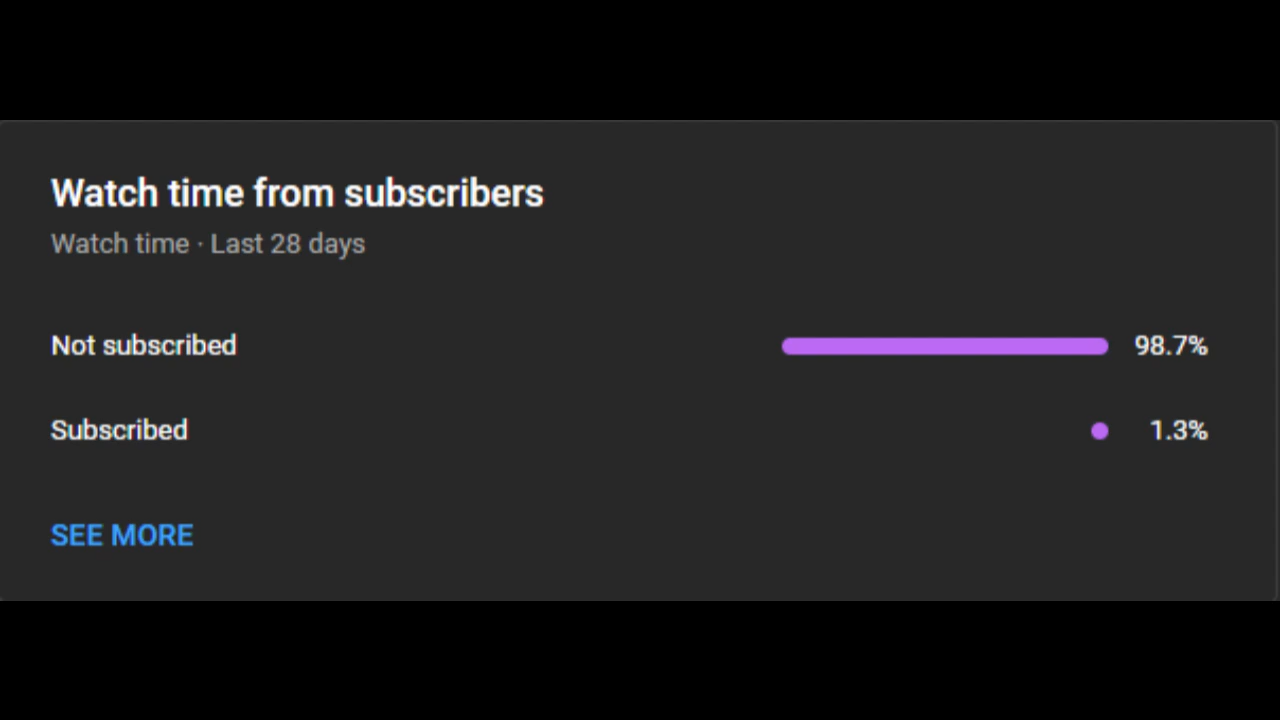 Watch time from subscribers
Watch time · Last 28 days
Not subscribed 98.7%
Subscribed 1.3%
SEE MORE